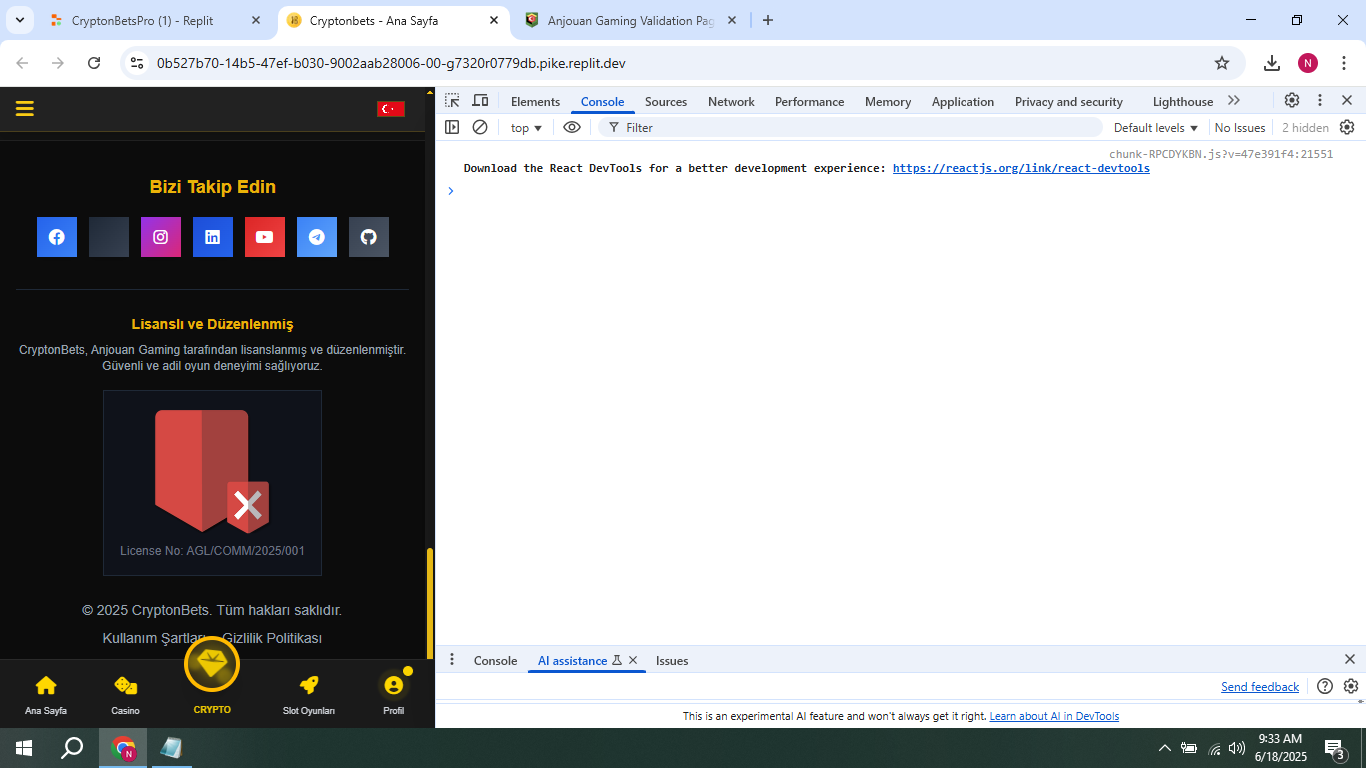 CryptonBetsPro (1) - Replit
Cryptonbets - Ana Sayfa
Anjouan Gaming Validation Pag
0b527b70-14b5-47ef-b030-9002aab28006-00-g7320r0779db.pike.replit.dev
N
Elements Console Sources Network Performance Memory Application Privacy and security Lighthouse
top Filter Default levels No Issues 2 hidden
chunk-RPCDYKBN.js?v=47e391f4:21551
Download the React DevTools for a better development experience: https://reactjs.org/link/react-devtools
Bizi Takip Edin
Lisanslı ve Düzenlenmiş
CryptonBets, Anjouan Gaming tarafından lisanslanmış ve düzenlenmiştir.
Güvenli ve adil oyun deneyimi sağlıyoruz.
License No: AGL/COMM/2025/001
© 2025 CryptonBets. Tüm hakları saklıdır.
Kullanım Şartları Gizlilik Politikası
Ana Sayfa Casino CRYPTO Slot Oyunları Profil
Console AI assistance Issues
Send feedback
This is an experimental AI feature and won't always get it right. Learn about AI in DevTools
N
9:33 AM
6/18/2025
3